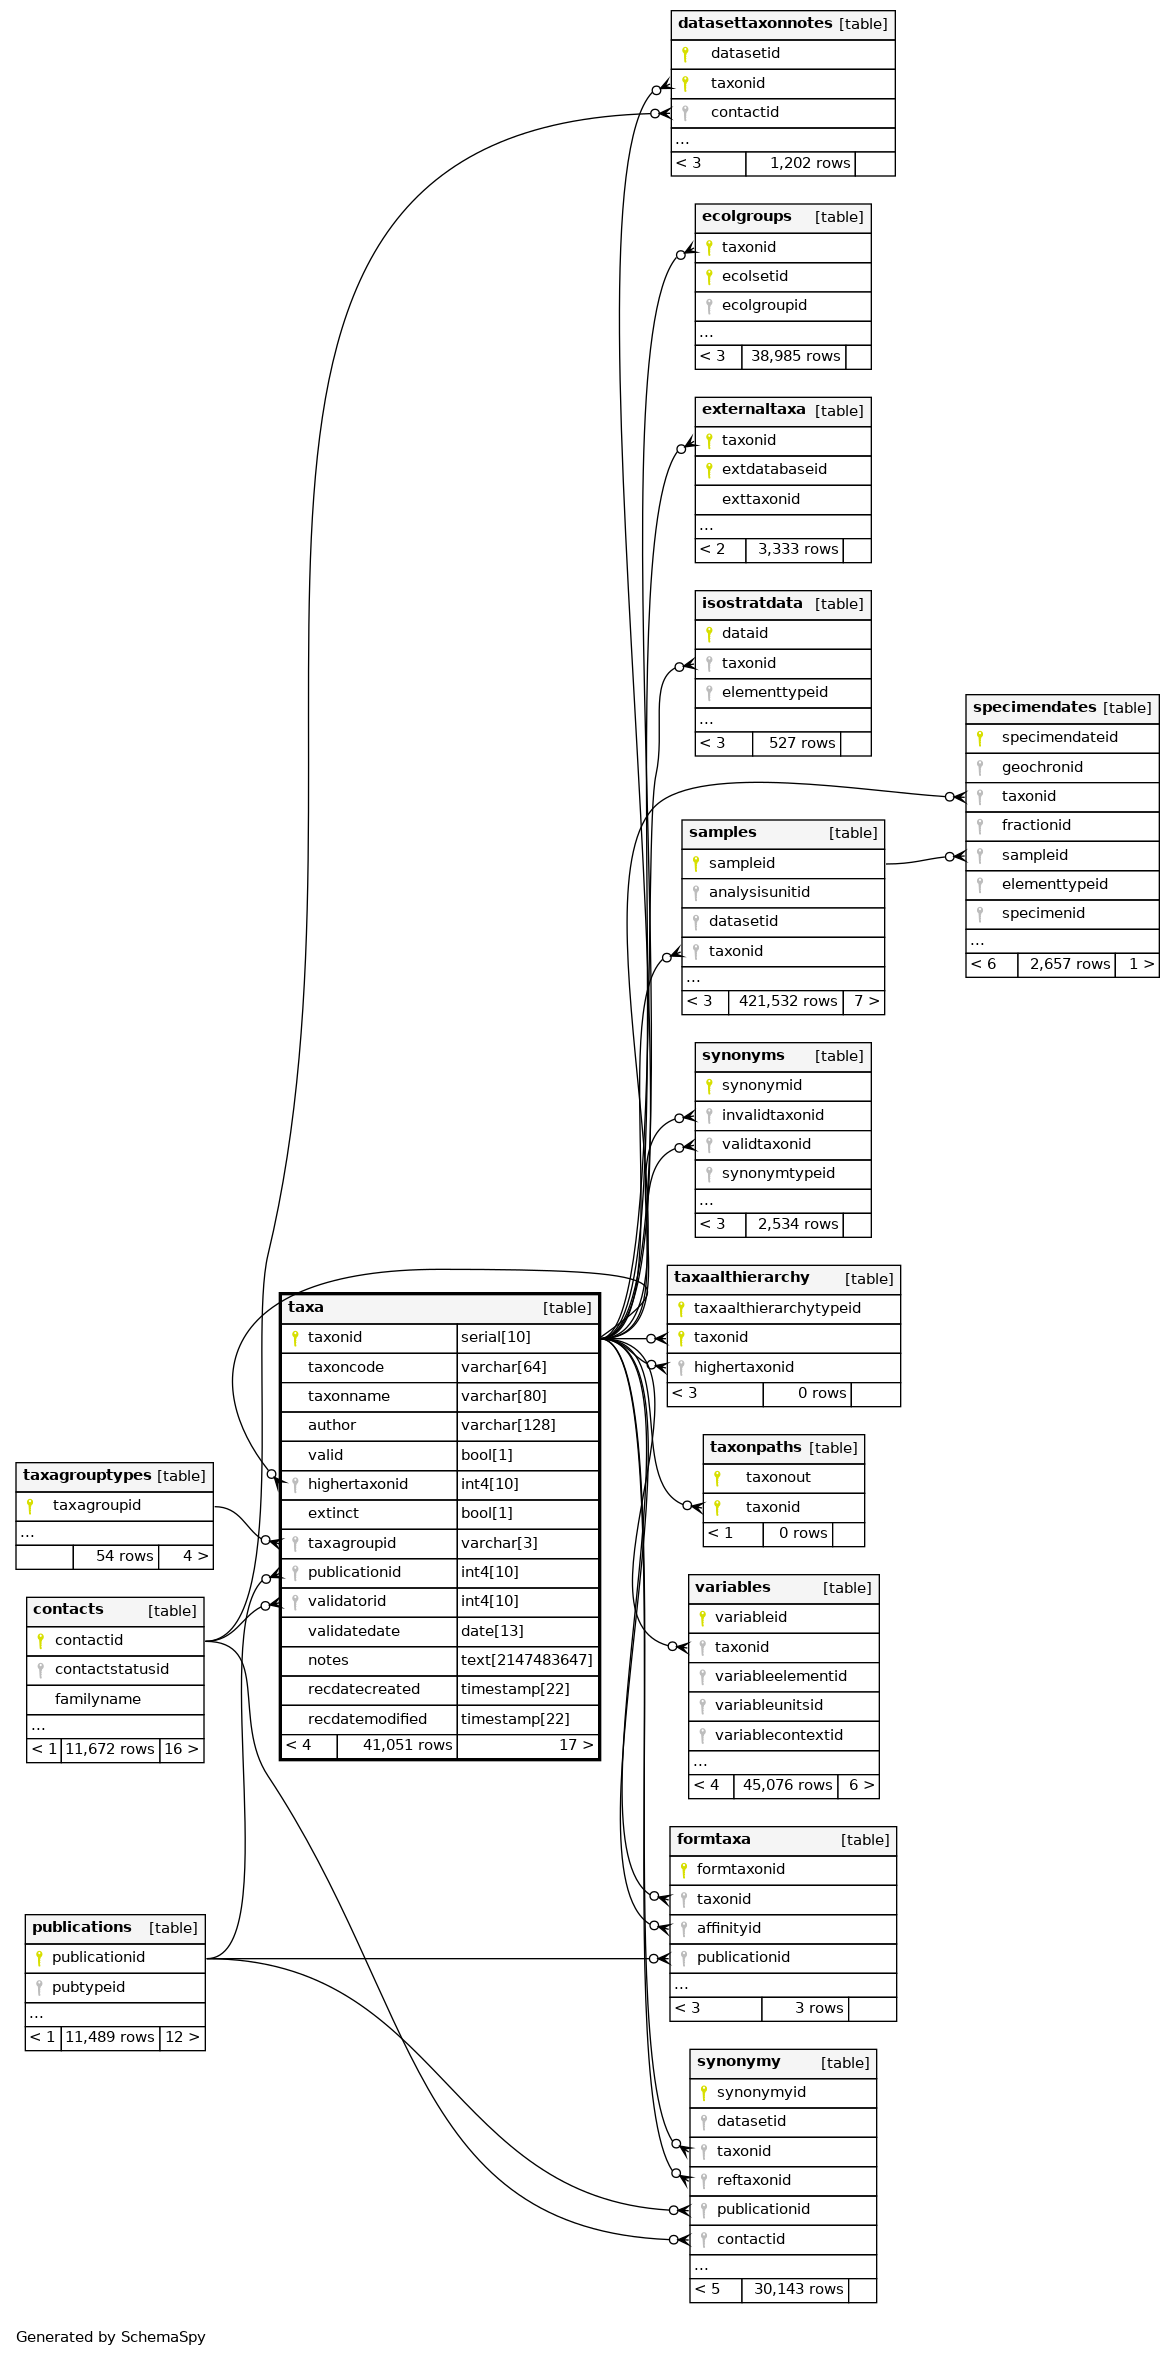 datasettaxonnotes [table]
datasetid
taxonid
contactid
...
< 3 1,202 rows
ecolgroups [table]
taxonid
ecolsetid
ecolgroupid
...
< 3 38,985 rows
externaltaxa [table]
taxonid
extdatabaseid
exttaxonid
...
< 2 3,333 rows
isostratdata [table]
dataid
taxonid
elementtypeid
...
< 3 527 rows
specimendates [table]
specimendateid
geochronid
taxonid
fractionid
sampleid
elementtypeid
specimenid
...
< 6 2,657 rows 1 >
samples [table]
sampleid
analysisunitid
datasetid
taxonid
...
< 3 421,532 rows 7 >
synonyms [table]
synonymid
invalidtaxonid
validtaxonid
synonymtypeid
...
< 3 2,534 rows
taxaalthierarchy [table]
taxaalthierarchytypeid
taxonid
highertaxonid
< 3 0 rows
taxa [table]
taxonid serial[10]
taxoncode varchar[64]
taxonname varchar[80]
author varchar[128]
valid bool[1]
highertaxonid int4[10]
extinct bool[1]
taxagroupid varchar[3]
publicationid int4[10]
validatorid int4[10]
validatedate date[13]
notes text[2147483647]
recdatecreated timestamp[22]
recdatemodified timestamp[22]
< 4 41,051 rows 17 >
taxagrouptypes [table]
taxagroupid
...
54 rows 4 >
contacts [table]
contactid
contactstatusid
familyname
...
< 1 11,672 rows 16 >
taxonpaths [table]
taxonout
taxonid
< 1 0 rows
variables [table]
variableid
taxonid
variableelementid
variableunitsid
variablecontextid
...
< 4 45,076 rows 6 >
formtaxa [table]
formtaxonid
taxonid
affinityid
publicationid
...
< 3 3 rows
publications [table]
publicationid
pubtypeid
...
< 1 11,489 rows 12 >
synonymy [table]
synonymyid
datasetid
taxonid
reftaxonid
publicationid
contactid
...
< 5 30,143 rows
Generated by SchemaSpy